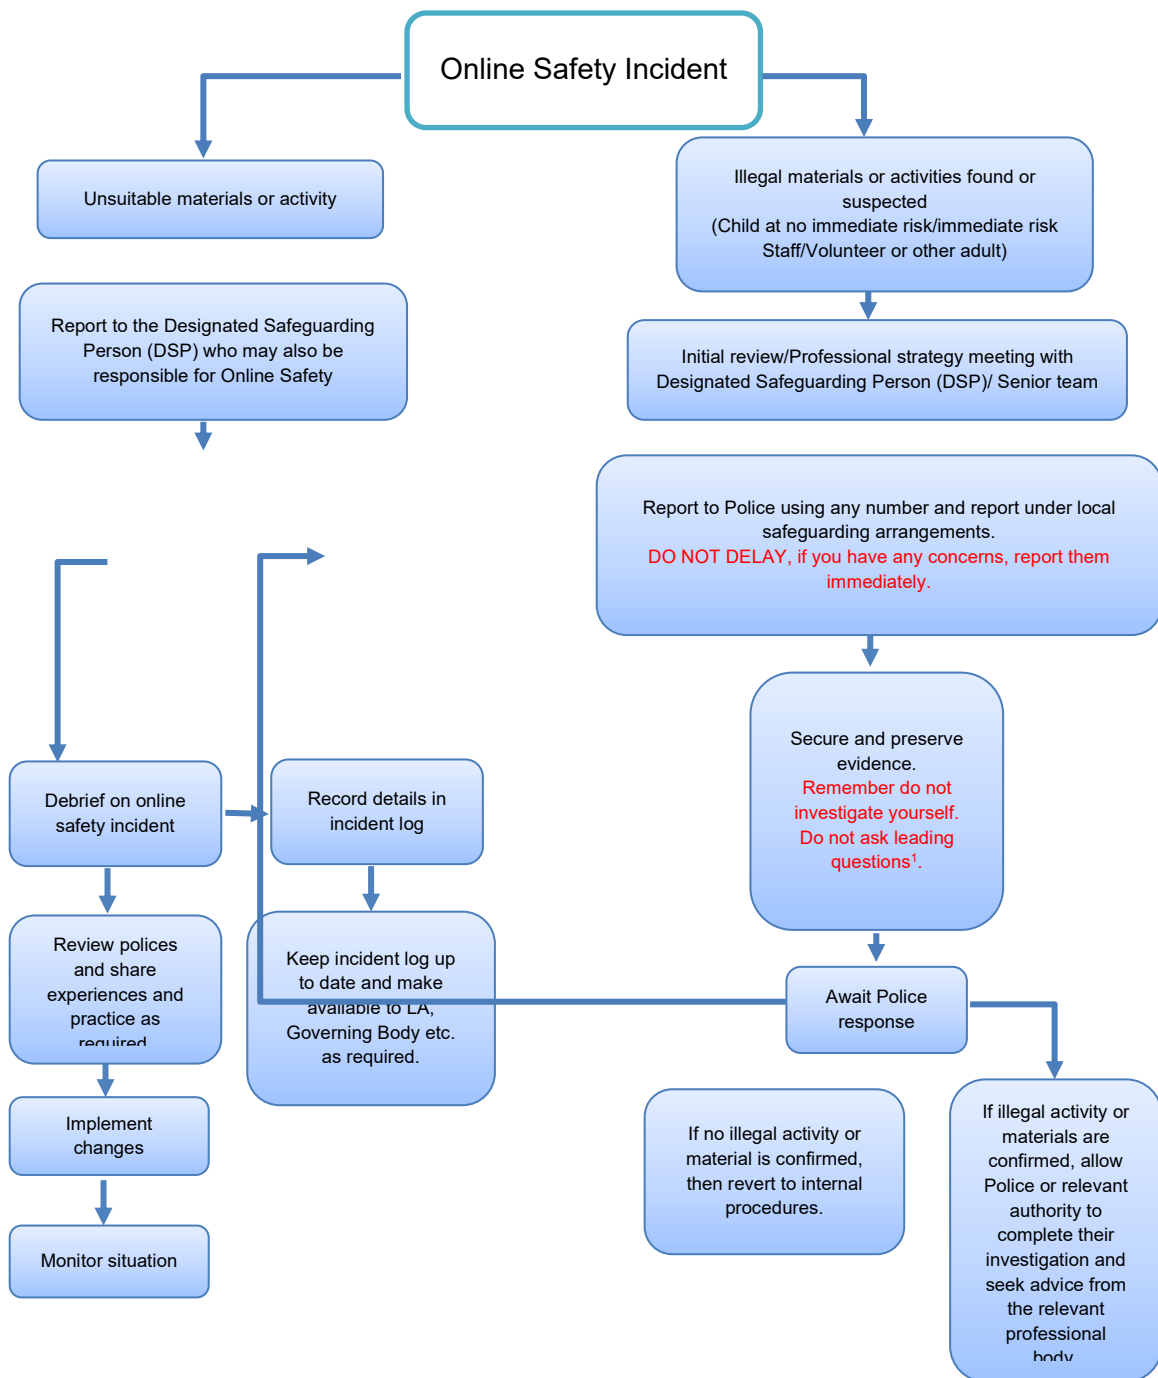 Online Safety Incident
Unsuitable materials or activity
Report to the Designated Safeguarding
Person (DSP) who may also be
responsible for Online Safety
Debrief on online
safety incident
Record details in
incident log
Review polices
and share
experiences and
practice as
required
Keep incident log up
to date and make
available to LA,
Governing Body etc.
as required.
Implement
changes
Monitor situation
Illegal materials or activities found or
suspected
(Child at no immediate risk/immediate risk
Staff/Volunteer or other adult)
Initial review/Professional strategy meeting with
Designated Safeguarding Person (DSP)/ Senior team
Report to Police using any number and report under local
safeguarding arrangements.
DO NOT DELAY, if you have any concerns, report them
immediately.
Secure and preserve
evidence.
Remember do not
investigate yourself.
Do not ask leading
questions¹.
Await Police
response
If no illegal activity or
material is confirmed,
then revert to internal
procedures.
If illegal activity or
materials are
confirmed, allow
Police or relevant
authority to
complete their
investigation and
seek advice from
the relevant
professional
body